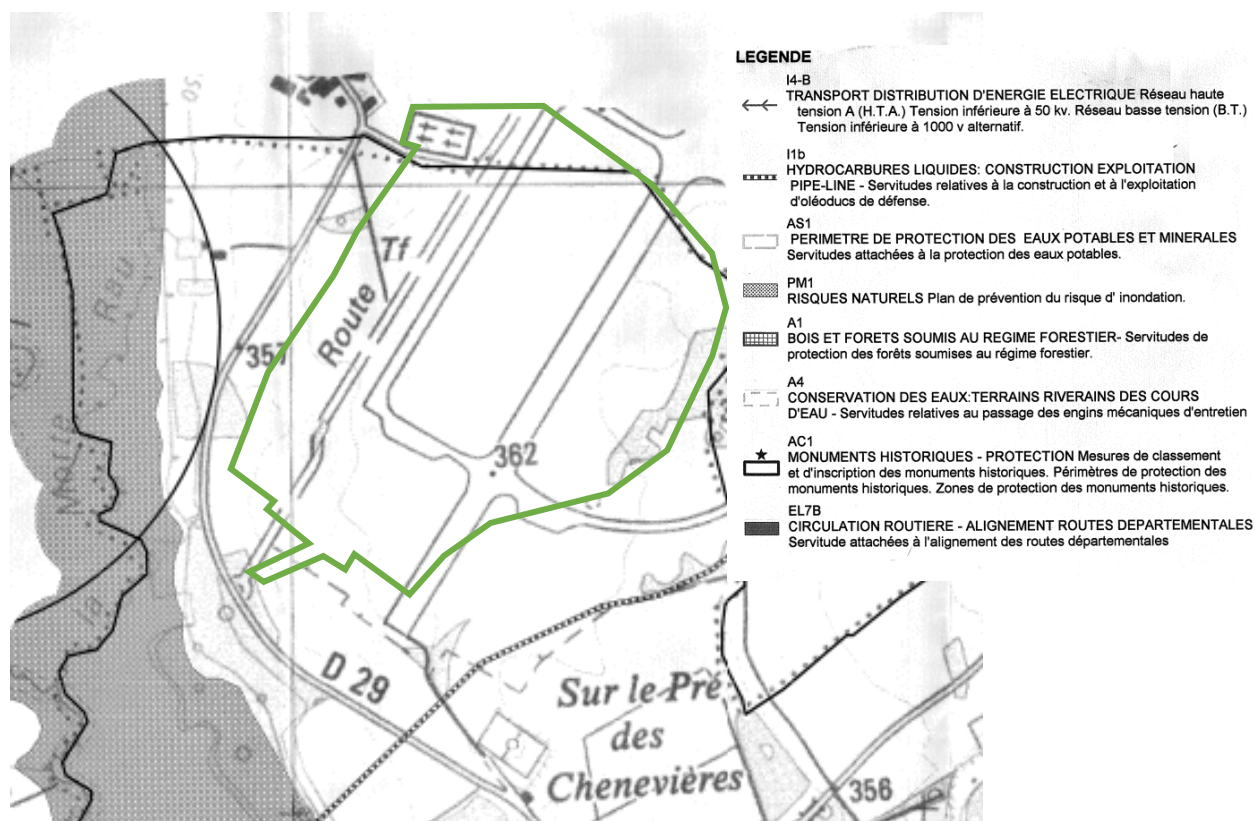 LEGENDE
I4-B
TRANSPORT DISTRIBUTION D'ENERGIE ELECTRIQUE Réseau haute
tension A (H.T.A.) Tension inférieure à 50 kv. Réseau basse tension (B.T.)
Tension inférieure à 1000 v alternatif.
I1b
HYDROCARBURES LIQUIDES: CONSTRUCTION EXPLOITATION
PIPE-LINE - Servitudes relatives à la construction et à l'exploitation
d'oléoducs de défense.
AS1
PERIMETRE DE PROTECTION DES EAUX POTABLES ET MINERALES
Servitudes attachées à la protection des eaux potables.
PM1
RISQUES NATURELS Plan de prévention du risque d' inondation.
A1
BOIS ET FORETS SOUMIS AU REGIME FORESTIER- Servitudes de
protection des forêts soumises au régime forestier.
A4
CONSERVATION DES EAUX:TERRAINS RIVERAINS DES COURS
D'EAU - Servitudes relatives au passage des engins mécaniques d'entretien
AC1
MONUMENTS HISTORIQUES - PROTECTION Mesures de classement
et d'inscription des monuments historiques. Périmètres de protection des
monuments historiques. Zones de protection des monuments historiques.
EL7B
CIRCULATION ROUTIERE - ALIGNEMENT ROUTES DEPARTEMENTALES
Servitude attachées à l'alignement des routes départementales
Tf
Route
357
362
D 29
Sur le Pré
des
Chenevières
356